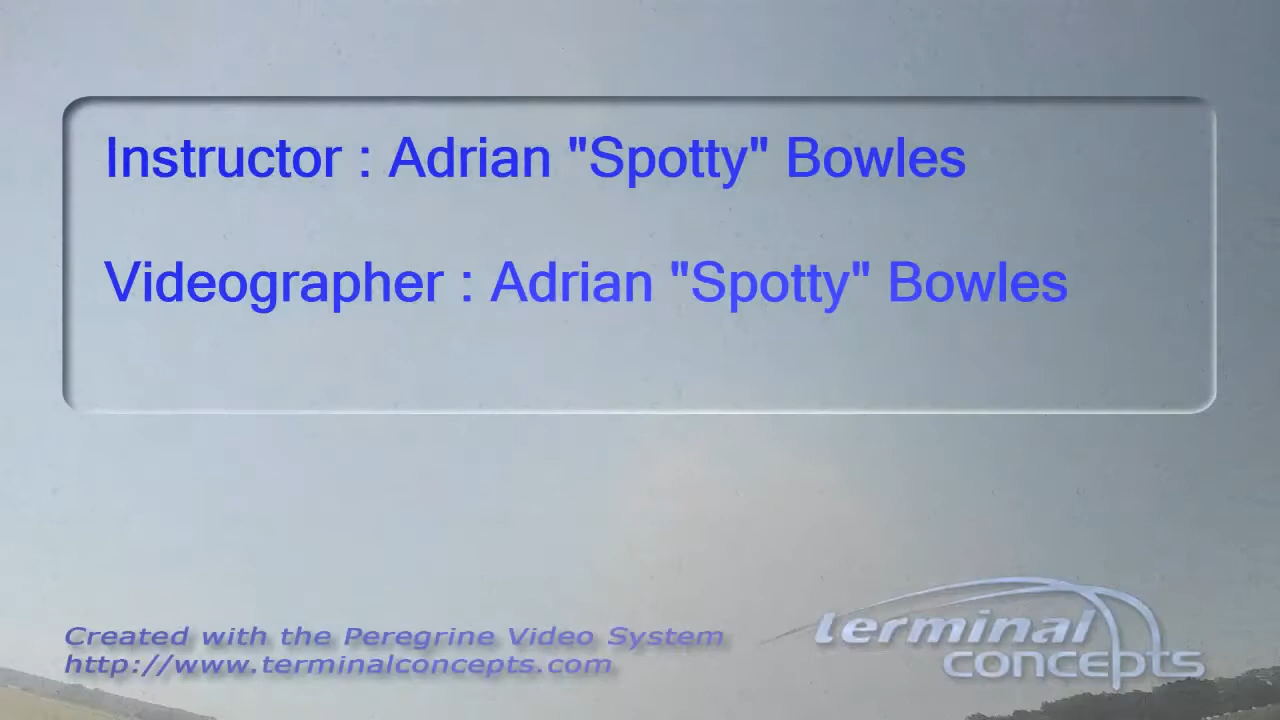 Instructor : Adrian "Spotty" Bowles
Videographer : Adrian "Spotty" Bowles
Created with the Peregrine Video System
http://www.terminalconcepts.com
terminal
concepts